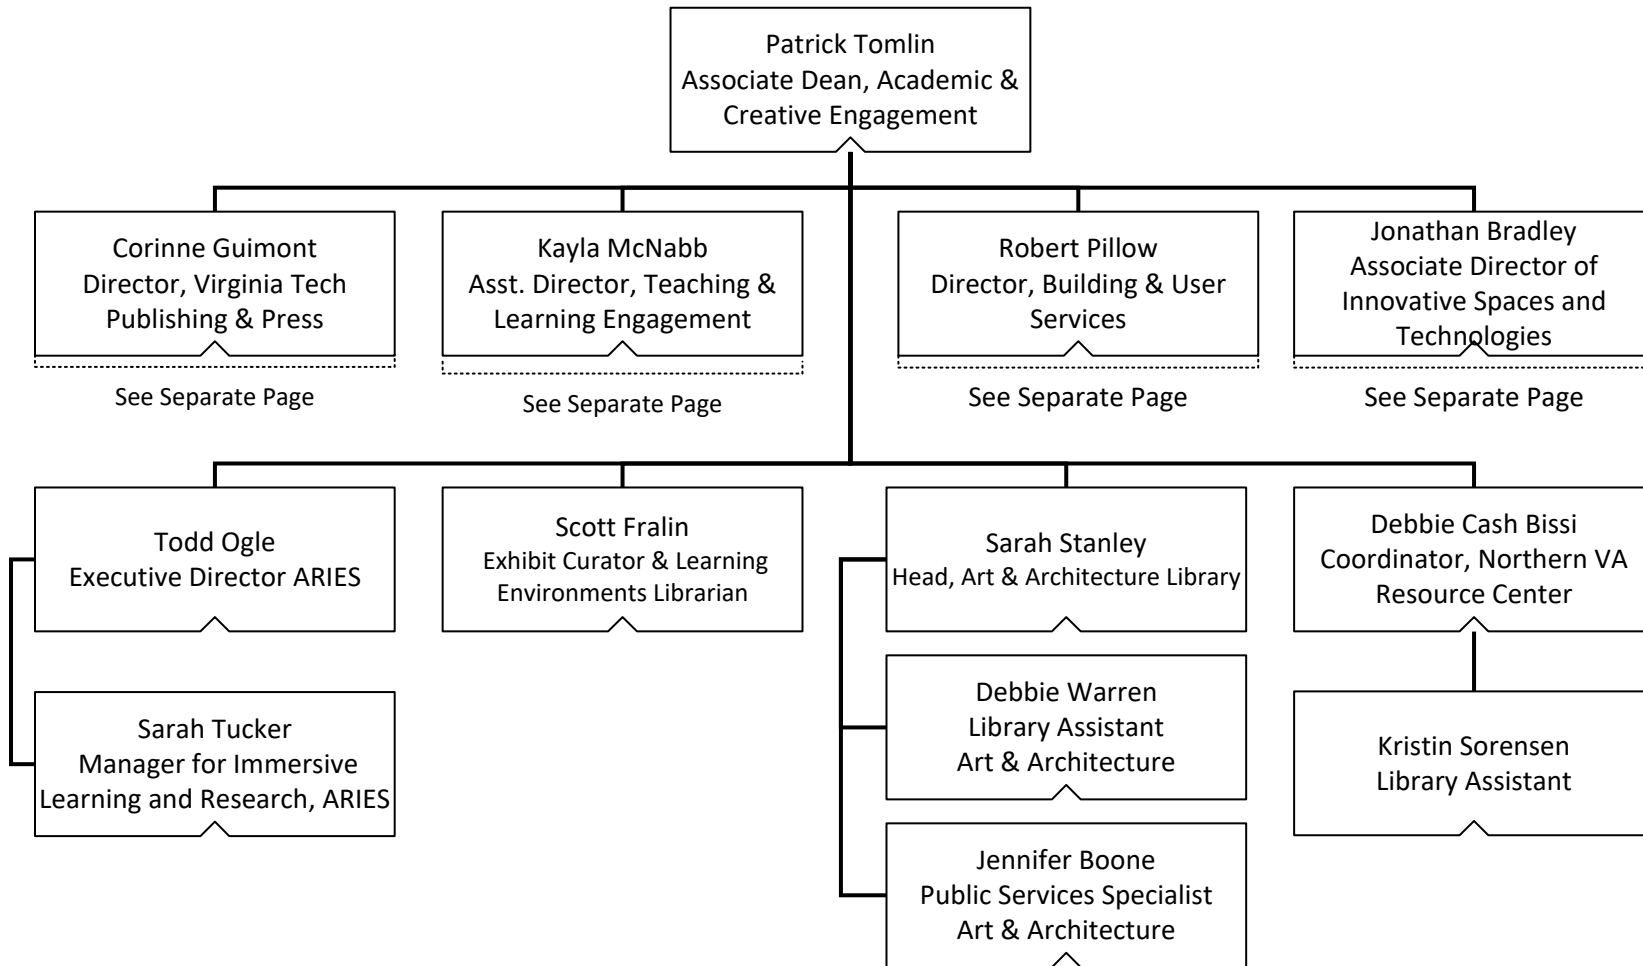 Patrick Tomlin
Associate Dean, Academic &
Creative Engagement
Corinne Guimont
Director, Virginia Tech
Publishing & Press
See Separate Page
Kayla McNabb
Asst. Director, Teaching &
Learning Engagement
See Separate Page
Robert Pillow
Director, Building & User
Services
See Separate Page
Jonathan Bradley
Associate Director of
Innovative Spaces and
Technologies
See Separate Page
Todd Ogle
Executive Director ARIES
Sarah Tucker
Manager for Immersive
Learning and Research, ARIES
Scott Fralin
Exhibit Curator & Learning
Environments Librarian
Sarah Stanley
Head, Art & Architecture Library
Debbie Warren
Library Assistant
Art & Architecture
Jennifer Boone
Public Services Specialist
Art & Architecture
Debbie Cash Bissi
Coordinator, Northern VA
Resource Center
Kristin Sorensen
Library Assistant